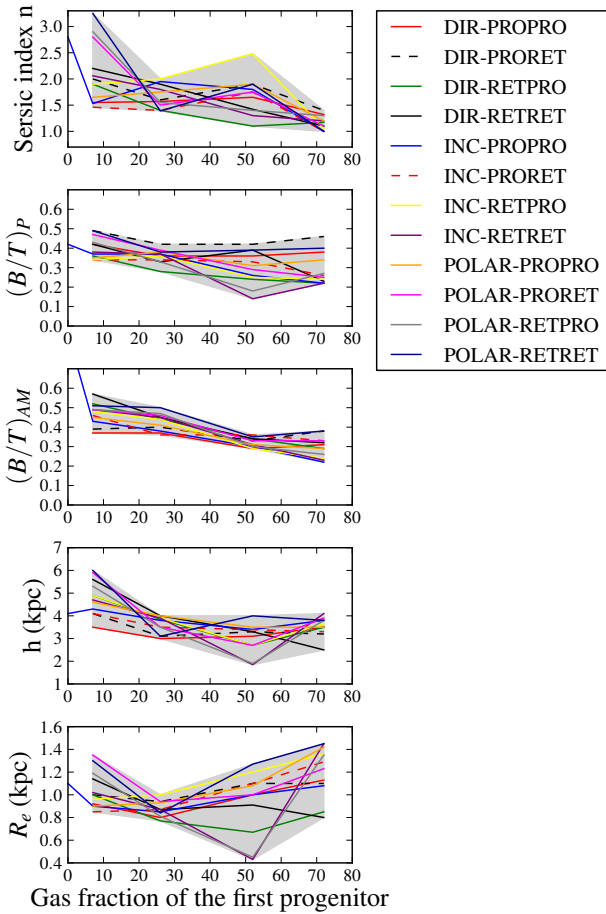 Sersic index n
3.0
2.5
2.0
1.5
1.0
0 10 20 30 40 50 60 70 80
DIR-PROPRO
DIR-PRORET
DIR-RETPRO
DIR-RETRET
INC-PROPRO
INC-PRORET
INC-RETPRO
INC-RETRET
POLAR-PROPRO
POLAR-PRORET
POLAR-RETPRO
POLAR-RETRET
(B/T)P
0.6
0.5
0.4
0.3
0.2
0.1
0.0
0 10 20 30 40 50 60 70 80
(B/T)AM
0.6
0.5
0.4
0.3
0.2
0.1
0.0
0 10 20 30 40 50 60 70 80
h (kpc)
7
6
5
4
3
2
1
0 10 20 30 40 50 60 70 80
Re (kpc)
1.6
1.4
1.2
1.0
0.8
0.6
0.4
0 10 20 30 40 50 60 70 80
Gas fraction of the first progenitor